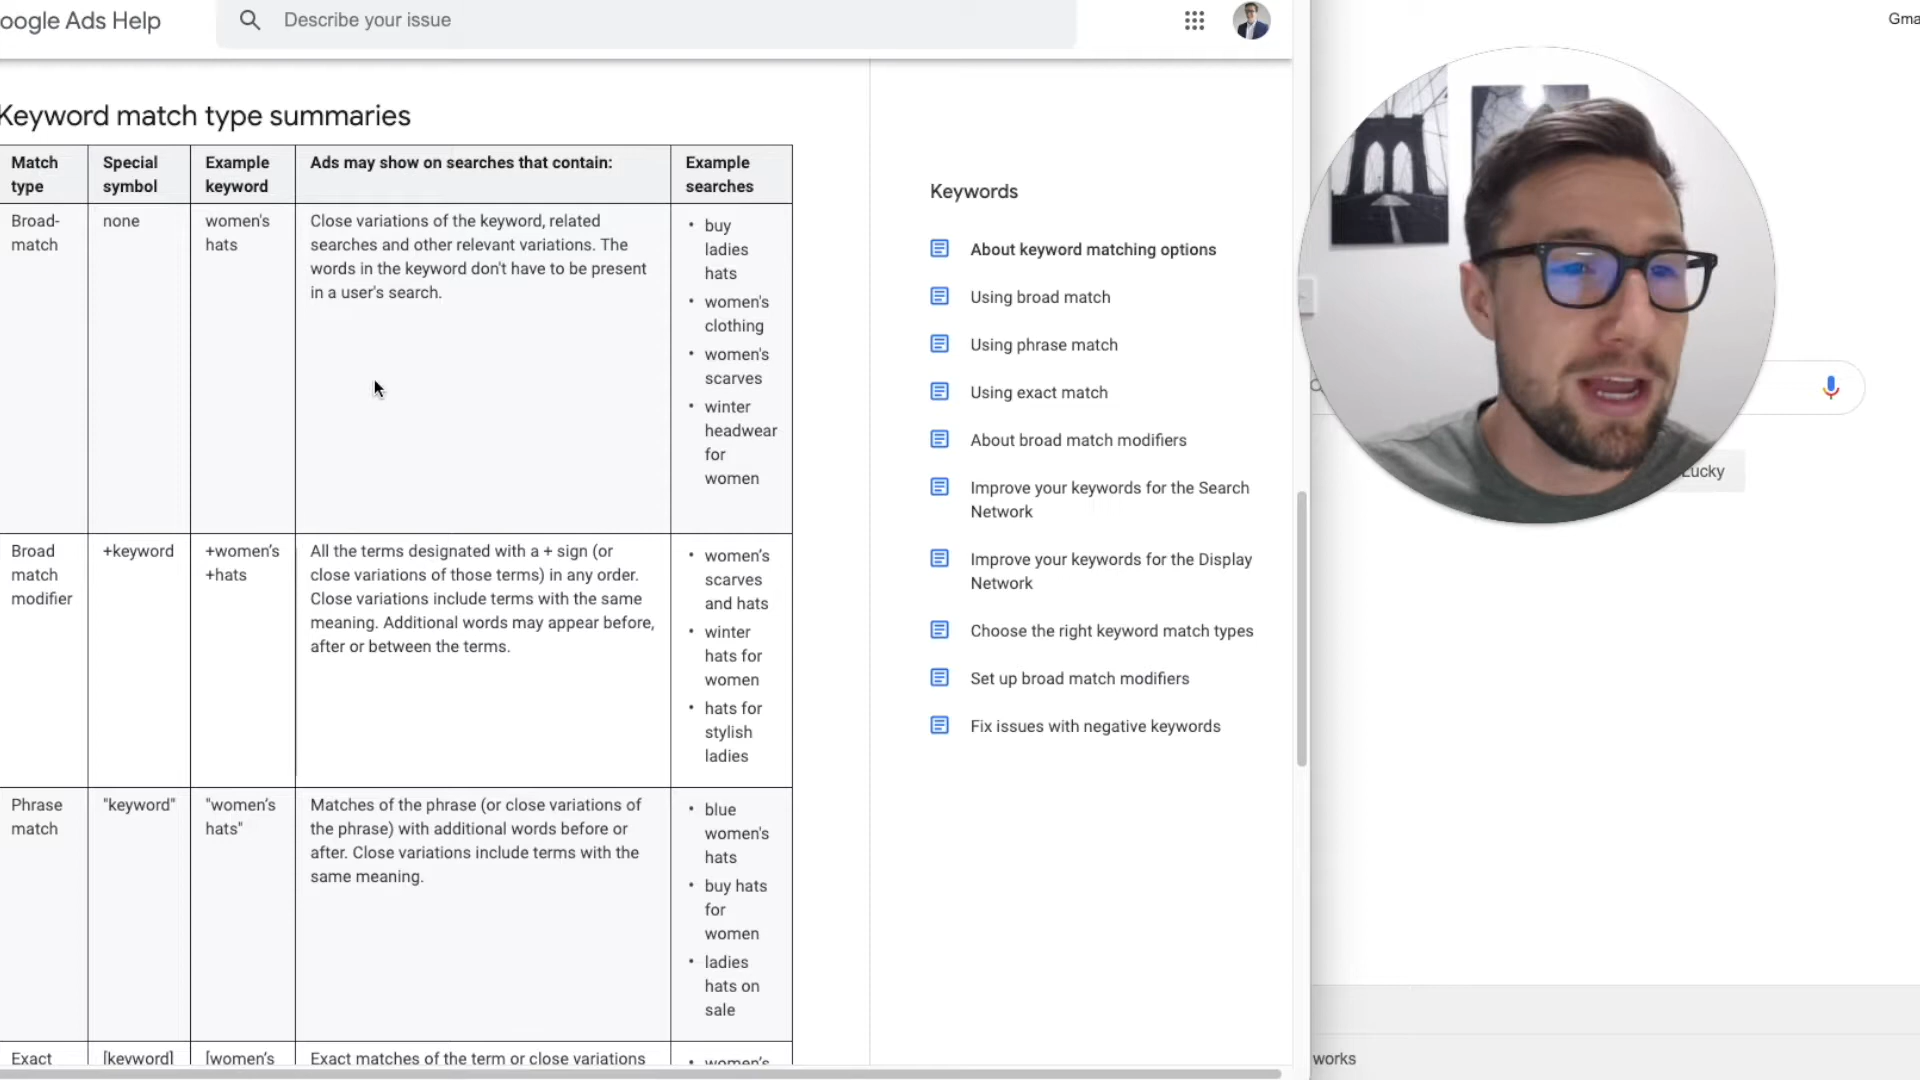 oogle Ads Help
Describe your issue
Gma
Keyword match type summaries
Match
type
Special
symbol
Example
keyword
Ads may show on searches that contain:
Example
searches
Broad-
match
none
women's
hats
Close variations of the keyword, related
searches and other relevant variations. The
words in the keyword don't have to be present
in a user's search.
• buy
ladies
hats
• women's
clothing
• women's
scarves
• winter
headwear
for
women
Broad
match
modifier
+keyword
+women’s
+hats
All the terms designated with a + sign (or
close variations of those terms) in any order.
Close variations include terms with the same
meaning. Additional words may appear before,
after or between the terms.
• women’s
scarves
and hats
• winter
hats for
women
• hats for
stylish
ladies
Phrase
match
"keyword"
"women’s
hats"
Matches of the phrase (or close variations of
the phrase) with additional words before or
after. Close variations include terms with the
same meaning.
• blue
women's
hats
• buy hats
for
women
• ladies
hats on
sale
Exact
[keyword]
[women’s
Exact matches of the term or close variations
• women’s
Keywords
About keyword matching options
Using broad match
Using phrase match
Using exact match
About broad match modifiers
Improve your keywords for the Search
Network
Improve your keywords for the Display
Network
Choose the right keyword match types
Set up broad match modifiers
Fix issues with negative keywords
Lucky
works